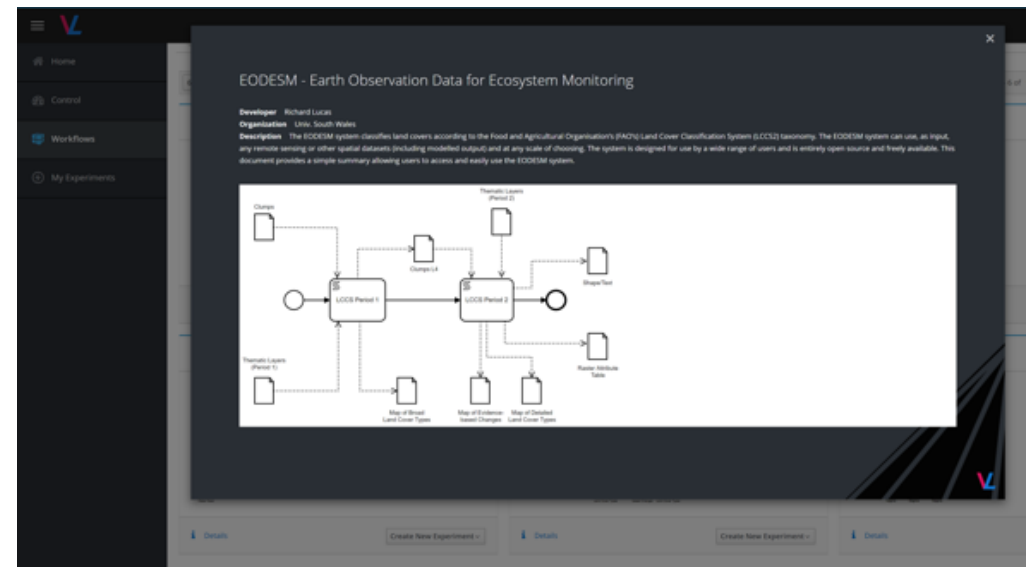 VL
Home
Control
Workflows
My Experiments
×
EODESM - Earth Observation Data for Ecosystem Monitoring
Developer Richard Lucas
Organization Univ. South Wales
Description The EODESM system classifies land covers according to the Food and Agricultural Organisation's (FAO's) Land Cover Classification System (LCCS2) taxonomy. The EODESM system can use, as input,
any remote sensing or other spatial datasets (including modelled output) and at any scale of choosing. The system is designed for use by a wide range of users and is entirely open source and freely available. This
document provides a simple summary allowing users to access and easily use the EODESM system.
Thematic Layers
(Period 2)
Clumps
Clumps L4
Shape/Text
LCCS Period 1
LCCS Period 2
Thematic Layers
(Period 1)
Raster Attribute
Table
Map of Broad
Land Cover Types
Map of Evidence-
based Changes
Map of Detailed
Land Cover Types
VL
Details
Create New Experiment
Details
Create New Experiment
Details